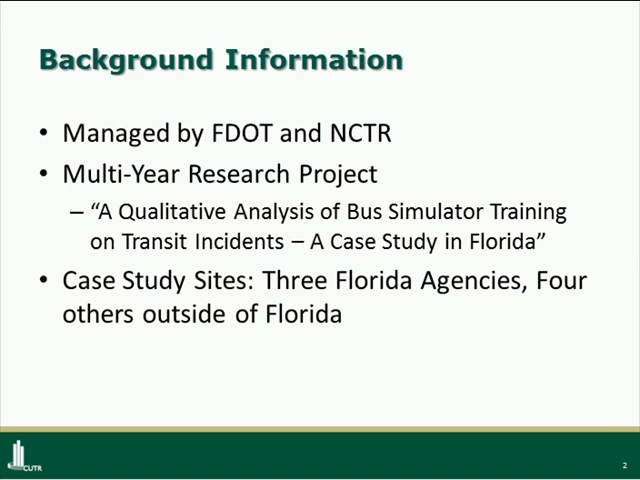 Background Information
• Managed by FDOT and NCTR
• Multi-Year Research Project
– “A Qualitative Analysis of Bus Simulator Training
on Transit Incidents – A Case Study in Florida”
• Case Study Sites: Three Florida Agencies, Four
others outside of Florida
CUTR
2